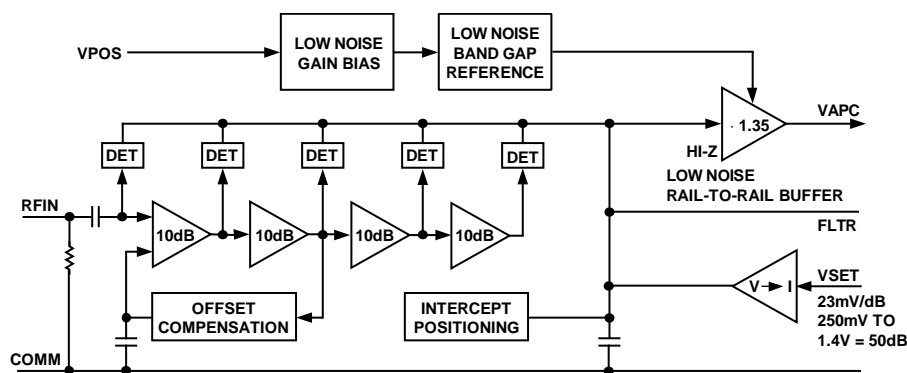 VPOS
LOW NOISE
GAIN BIAS
LOW NOISE
BAND GAP
REFERENCE
· 1.35
VAPC
HI-Z
LOW NOISE
RAIL-TO-RAIL BUFFER
DET
DET
DET
DET
DET
RFIN
10dB
10dB
10dB
10dB
FLTR
OFFSET
COMPENSATION
INTERCEPT
POSITIONING
V
I
VSET
23mV/dB
250mV TO
1.4V = 50dB
COMM